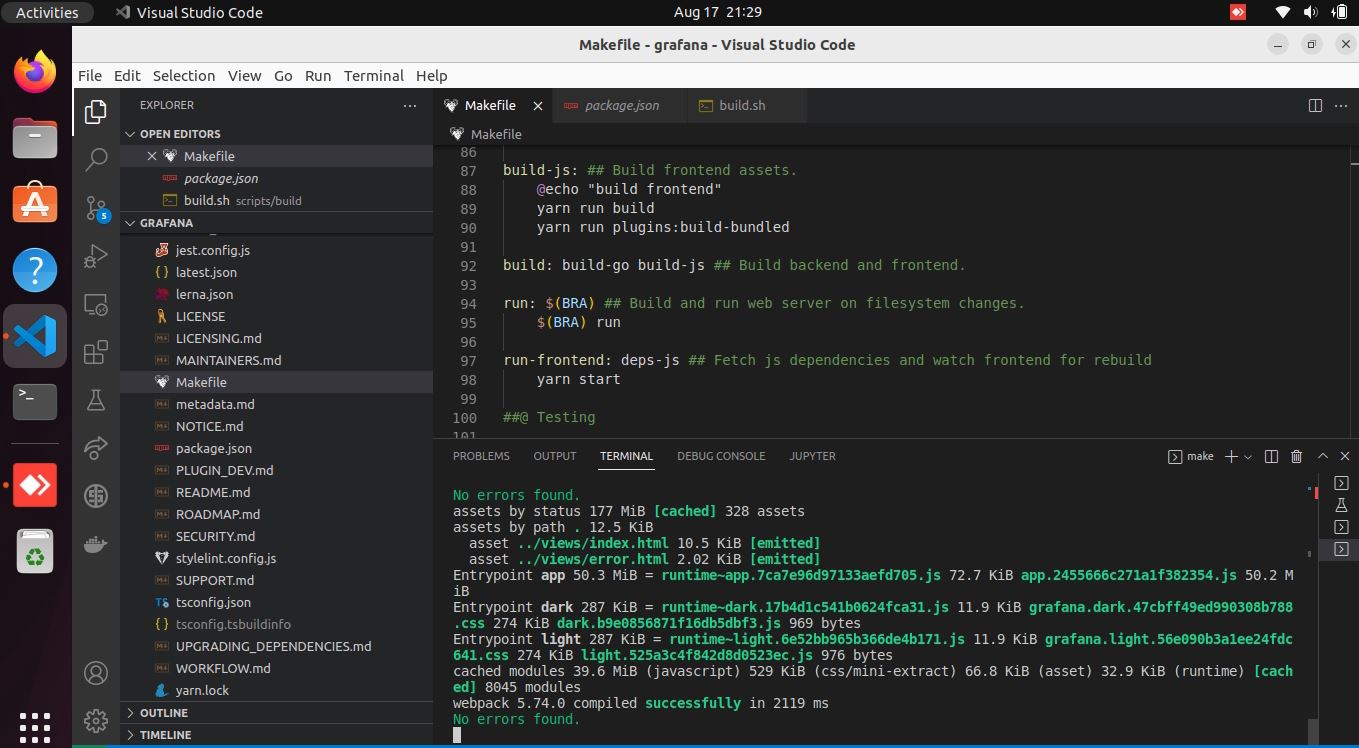 Activities
Visual Studio Code
Aug 17 21:29
Makefile - grafana - Visual Studio Code
File Edit Selection View Go Run Terminal Help
EXPLORER
OPEN EDITORS
Makefile
package.json
build.sh scripts/build
5
GRAFANA
jest.config.js
latest.json
lerna.json
LICENSE
LICENSING.md
MAINTAINERS.md
Makefile
metadata.md
NOTICE.md
package.json
PLUGIN_DEV.md
README.md
ROADMAP.md
SECURITY.md
stylelint.config.js
SUPPORT.md
tsconfig.json
tsconfig.tsbuildinfo
UPGRADING_DEPENDENCIES.md
WORKFLOW.md
yarn.lock
OUTLINE
TIMELINE
Makefile package.json build.sh
Makefile
86
87 build-js: ## Build frontend assets.
88 @echo "build frontend"
89 yarn run build
90 yarn run plugins:build-bundled
91
92 build: build-go build-js ## Build backend and frontend.
93
94 run: $(BRA) ## Build and run web server on filesystem changes.
95 $(BRA) run
96
97 run-frontend: deps-js ## Fetch js dependencies and watch frontend for rebuild
98 yarn start
99
100 ##@ Testing
101
PROBLEMS OUTPUT TERMINAL DEBUG CONSOLE JUPYTER
make
No errors found.
assets by status 177 MiB [cached] 328 assets
assets by path . 12.5 KiB
asset ../views/index.html 10.5 KiB [emitted]
asset ../views/error.html 2.02 KiB [emitted]
Entrypoint app 50.3 MiB = runtime~app.7ca7e96d97133aefd705.js 72.7 KiB app.2455666c271a1f382354.js 50.2 M
iB
Entrypoint dark 287 KiB = runtime~dark.17b4d1c541b0624fca31.js 11.9 KiB grafana.dark.47cbff49ed990308b788
.css 274 KiB dark.b9e0856871f16db5dbf3.js 969 bytes
Entrypoint light 287 KiB = runtime~light.6e52bb965b366de4b171.js 11.9 KiB grafana.light.56e090b3a1ee24fdc
641.css 274 KiB light.525a3c4f842d8d0523ec.js 976 bytes
cached modules 39.6 MiB (javascript) 529 KiB (css/mini-extract) 66.8 KiB (asset) 32.9 KiB (runtime) [cach
ed] 8045 modules
webpack 5.74.0 compiled successfully in 2119 ms
No errors found.